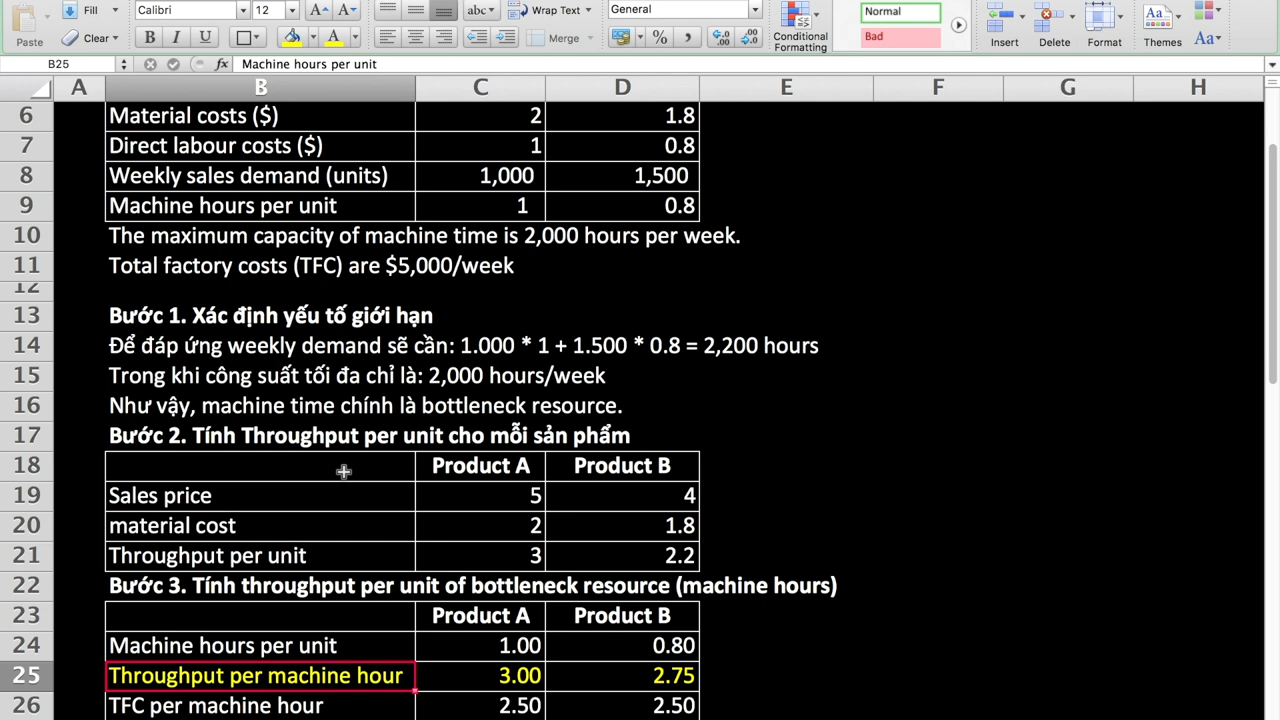 Fill
Calibri
12
abc
Wrap Text
General
Normal
Paste
Clear
B I U
A
Merge
%
Conditional Formatting
Bad
Insert
Delete
Format
Themes
Aa
B25
fx
Machine hours per unit
A B C D E F G H
6 Material costs ($) 2 1.8
7 Direct labour costs ($) 1 0.8
8 Weekly sales demand (units) 1,000 1,500
9 Machine hours per unit 1 0.8
10 The maximum capacity of machine time is 2,000 hours per week.
11 Total factory costs (TFC) are $5,000/week
12
13 Bước 1. Xác định yếu tố giới hạn
14 Để đáp ứng weekly demand sẽ cần: 1.000 * 1 + 1.500 * 0.8 = 2,200 hours
15 Trong khi công suất tối đa chỉ là: 2,000 hours/week
16 Như vậy, machine time chính là bottleneck resource.
17 Bước 2. Tính Throughput per unit cho mỗi sản phẩm
18 Product A Product B
19 Sales price 5 4
20 material cost 2 1.8
21 Throughput per unit 3 2.2
22 Bước 3. Tính throughput per unit of bottleneck resource (machine hours)
23 Product A Product B
24 Machine hours per unit 1.00 0.80
25 Throughput per machine hour 3.00 2.75
26 TFC per machine hour 2.50 2.50